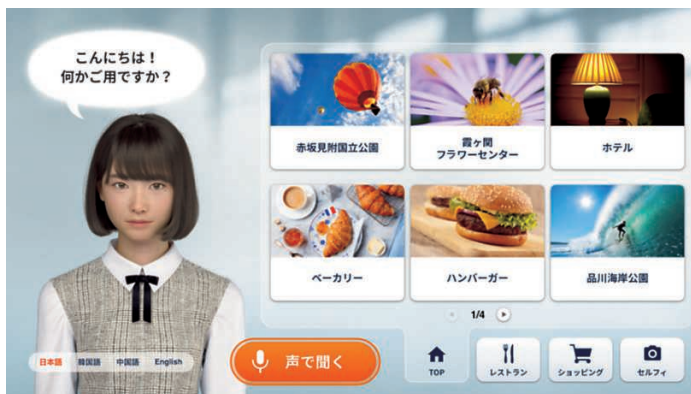 こんにちは！
何かご用ですか？
赤坂見附国立公園
霞ヶ関
フラワーセンター
ホテル
ベーカリー
ハンバーガー
品川海岸公園
1/4
日本語 韓国語 中国語 English
声で聞く
TOP
レストラン
ショッピング
セルフィ